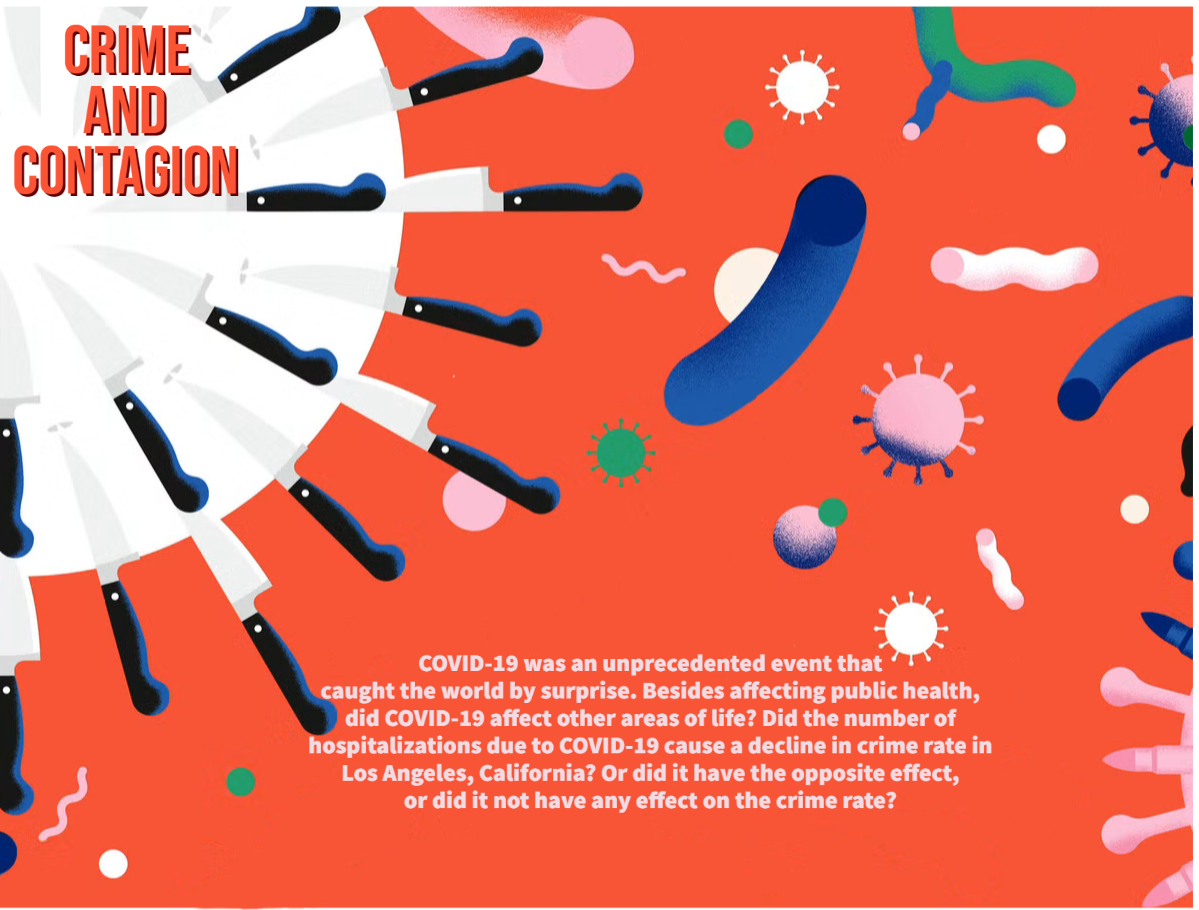 CRIME
AND
CONTAGION
COVID-19 was an unprecedented event that
caught the world by surprise. Besides affecting public health,
did COVID-19 affect other areas of life? Did the number of
hospitalizations due to COVID-19 cause a decline in crime rate in
Los Angeles, California? Or did it have the opposite effect,
or did it not have any effect on the crime rate?